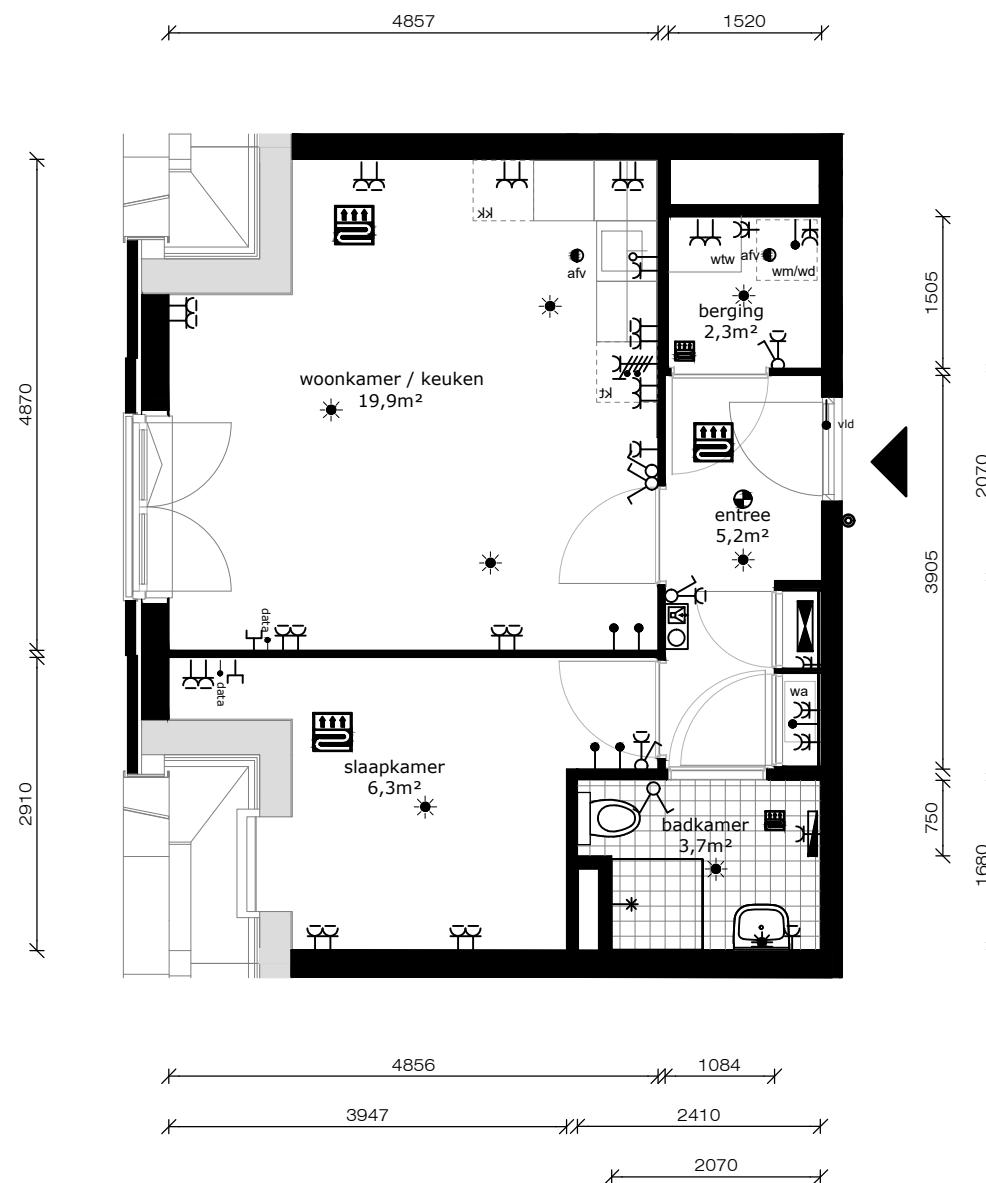 4857
1520
kk
afv
wtw
afv
wm/wd
berging
2,3m²
1505
woonkamer / keuken
19,9m²
kt
4870
vld
2070
entree
5,2m²
3905
data
data
wa
slaapkamer
6,3m²
badkamer
3,7m²
2910
750
1680
4856
1084
3947
2410
2070